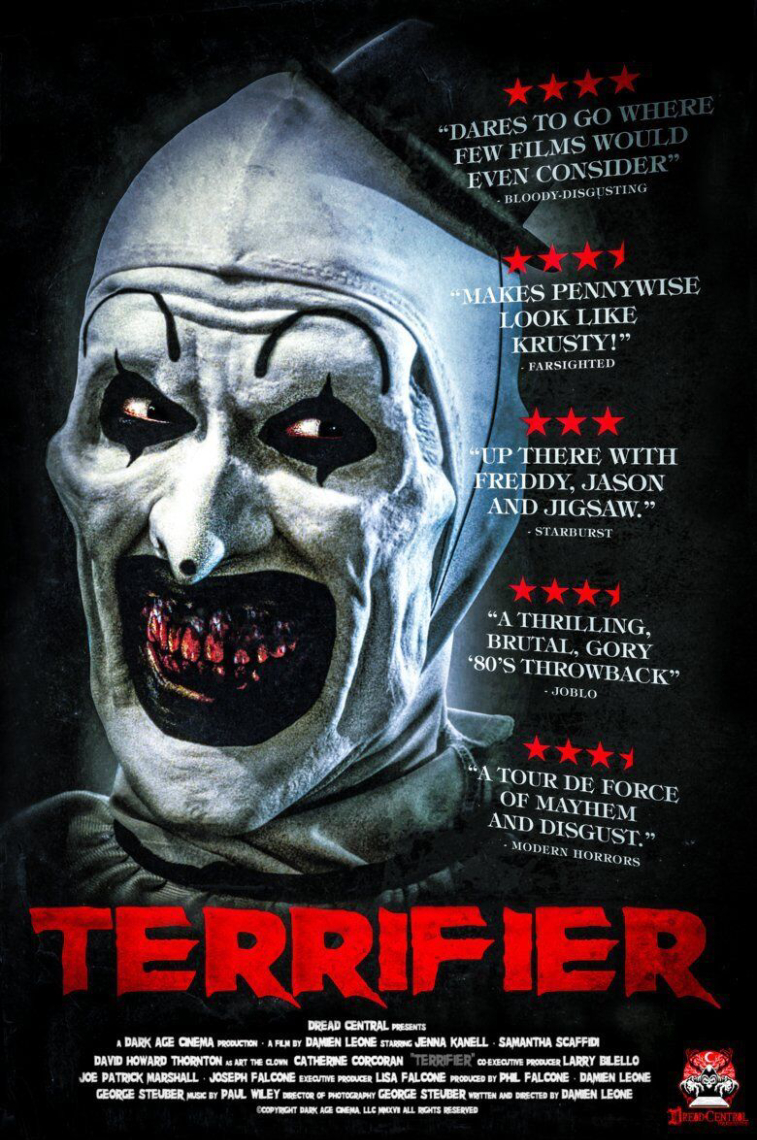 “DARES TO GO WHERE
FEW FILMS WOULD
EVEN CONSIDER”
- BLOODY-DISGUSTING
“MAKES PENNYWISE
LOOK LIKE
KRUSTY!”
- FARSIGHTED
“UP THERE WITH
FREDDY, JASON
AND JIGSAW.”
- STARBURST
“A THRILLING,
BRUTAL, GORY
‘80’S THROWBACK”
- JOBLO
“A TOUR DE FORCE
OF MAYHEM
AND DISGUST.”
- MODERN HORRORS
TERRIFIER
DREAD CENTRAL PRESENTS
A DARK AGE CINEMA PRODUCTION · A FILM BY DAMIEN LEONE STARRING JENNA KANELL · SAMANTHA SCAFFIDI
DAVID HOWARD THORNTON AS ART THE CLOWN CATHERINE CORCORAN "TERRIFIER" CO-EXECUTIVE PRODUCER LARRY BILELLO
JOE PATRICK MARSHALL · JOSEPH FALCONE EXECUTIVE PRODUCER LISA FALCONE PRODUCED BY PHIL FALCONE · DAMIEN LEONE
GEORGE STEUBER MUSIC BY PAUL WILEY DIRECTOR OF PHOTOGRAPHY GEORGE STEUBER WRITTEN AND DIRECTED BY DAMIEN LEONE
©COPYRIGHT DARK AGE CINEMA, LLC MMXVII ALL RIGHTS RESERVED
DREAD CENTRAL